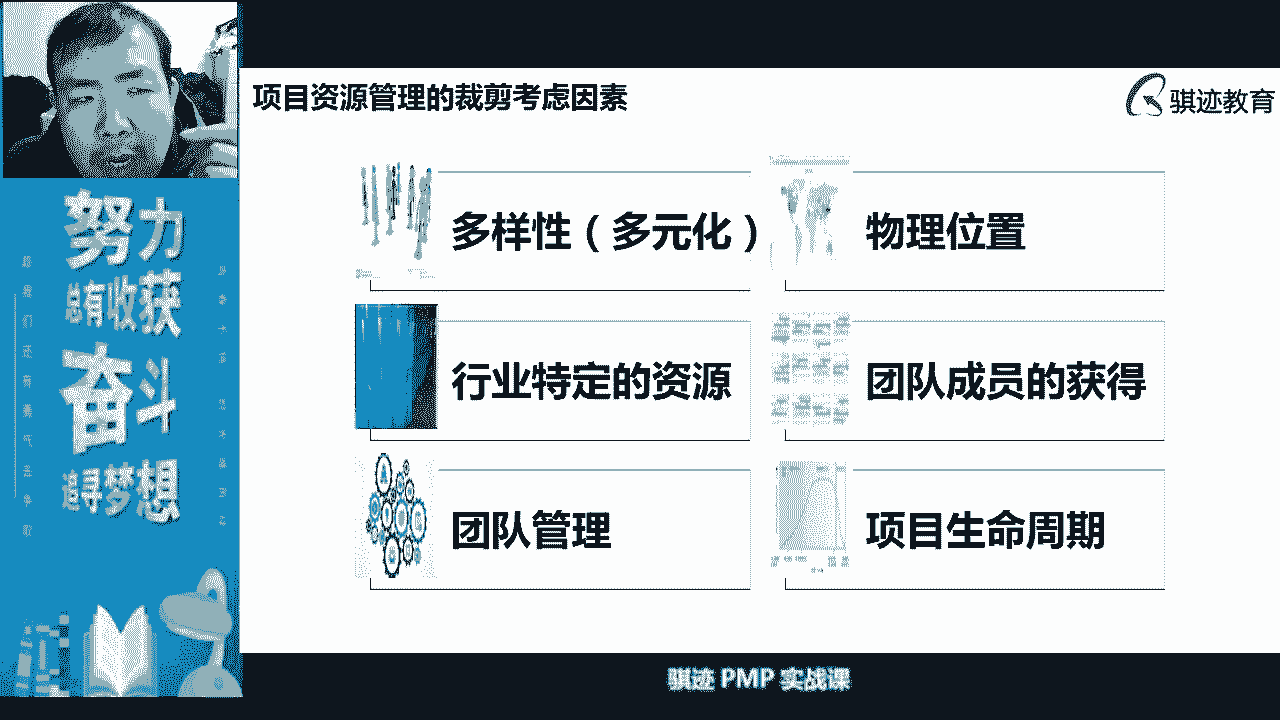 项目资源管理的裁剪考虑因素
骐迹教育
努力
总有收获
奋斗
追寻梦想
多样性（多元化）
物理位置
行业特定的资源
团队成员的获得
团队管理
项目生命周期
骐迹 PMP 实战课